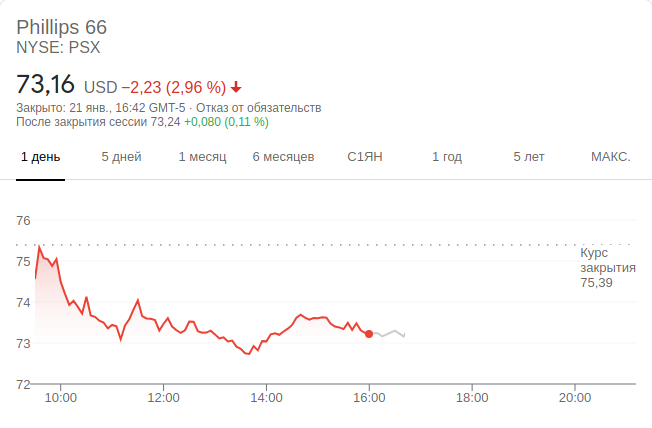 Phillips 66
NYSE: PSX
73,16 USD −2,23 (2,96 %)
Закрыто: 21 янв., 16:42 GMT-5 · Отказ от обязательств
После закрытия сессии 73,24 +0,080 (0,11 %)
1 день 5 дней 1 месяц 6 месяцев С1ЯН 1 год 5 лет МАКС.
76
Курс
75
закрытия
75,39
74
73
72
10:00 12:00 14:00 16:00 18:00 20:00